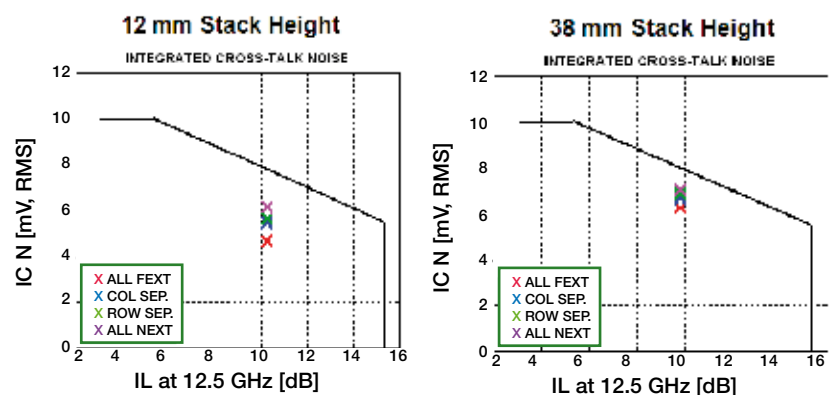 12 mm Stack Height
INTEGRATED CROSS-TALK NOISE
IC N [mV, RMS]
12
10
8
6
4
2
0
X ALL FEXT
X COL SEP.
X ROW SEP.
X ALL NEXT
2 4 6 8 10 12 14 16
IL at 12.5 GHz [dB]
38 mm Stack Height
INTEGRATED CROSS-TALK NOISE
IC N [mV, RMS]
12
10
8
6
4
2
0
X ALL FEXT
X COL SEP.
X ROW SEP.
X ALL NEXT
2 4 6 8 10 12 14 16
IL at 12.5 GHz [dB]